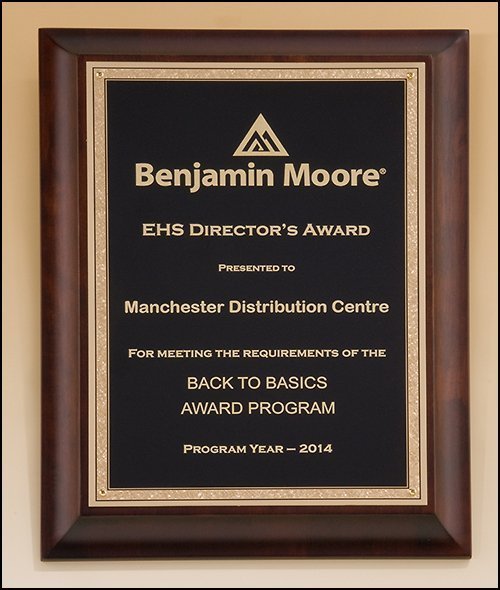 Benjamin Moore®
EHS Director's Award
Presented to
Manchester Distribution Centre
For meeting the requirements of the
BACK TO BASICS
AWARD PROGRAM
Program Year – 2014